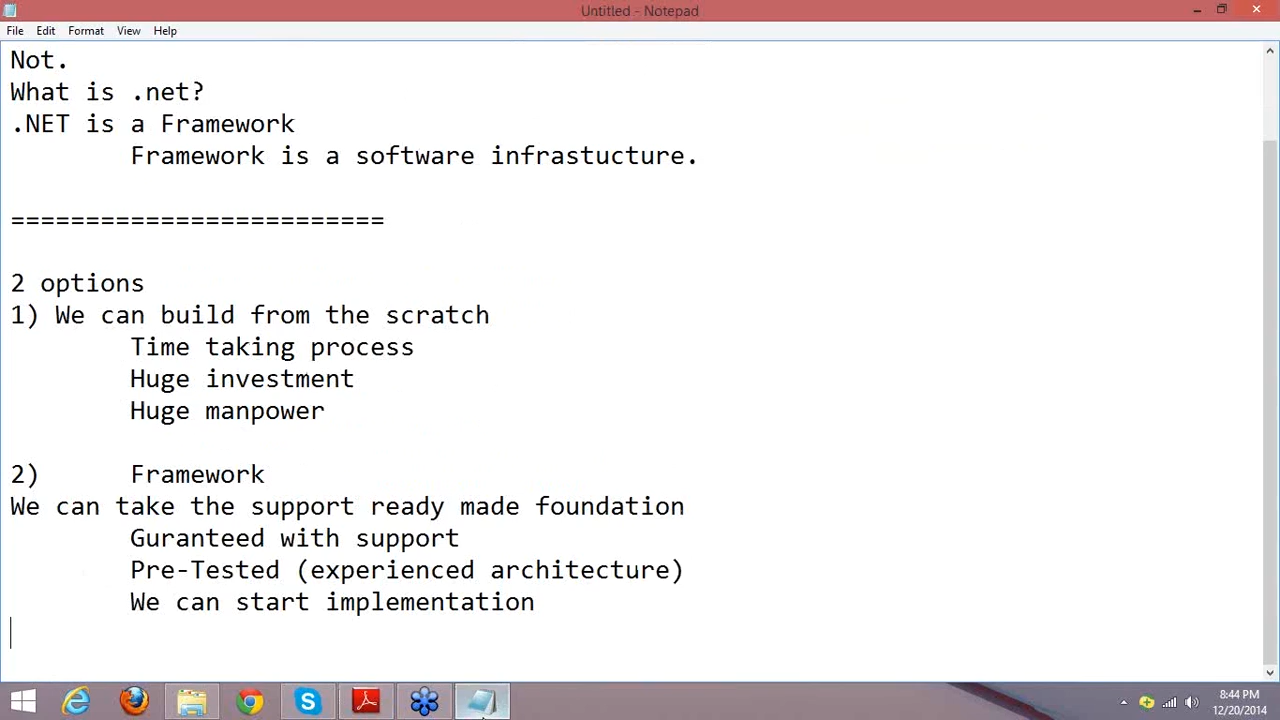 Untitled - Notepad
File Edit Format View Help
Not.
What is .net?
.NET is a Framework
Framework is a software infrastucture.
=========================
2 options
1) We can build from the scratch
Time taking process
Huge investment
Huge manpower
2) Framework
We can take the support ready made foundation
Guranteed with support
Pre-Tested (experienced architecture)
We can start implementation
8:44 PM
12/20/2014